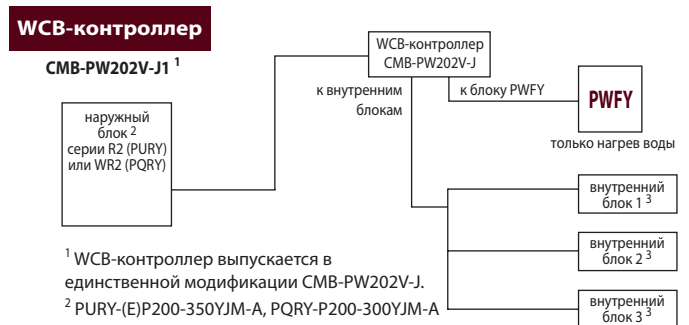 WCB-контроллер
CMB-PW202V-J1 ¹
наружный
блок ²
серии R2 (PURY)
или WR2 (PQRY)
WCB-контроллер
CMB-PW202V-J
к внутренним
блокам
к блоку PWFY
PWFY
только нагрев воды
внутренний
блок 1 ³
внутренний
блок 2 ³
внутренний
блок 3 ³
¹ WCB-контроллер выпускается в
единственной модификации CMB-PW202V-J.
² PURY-(E)P200-350YJM-A, PQRY-P200-300YJM-A